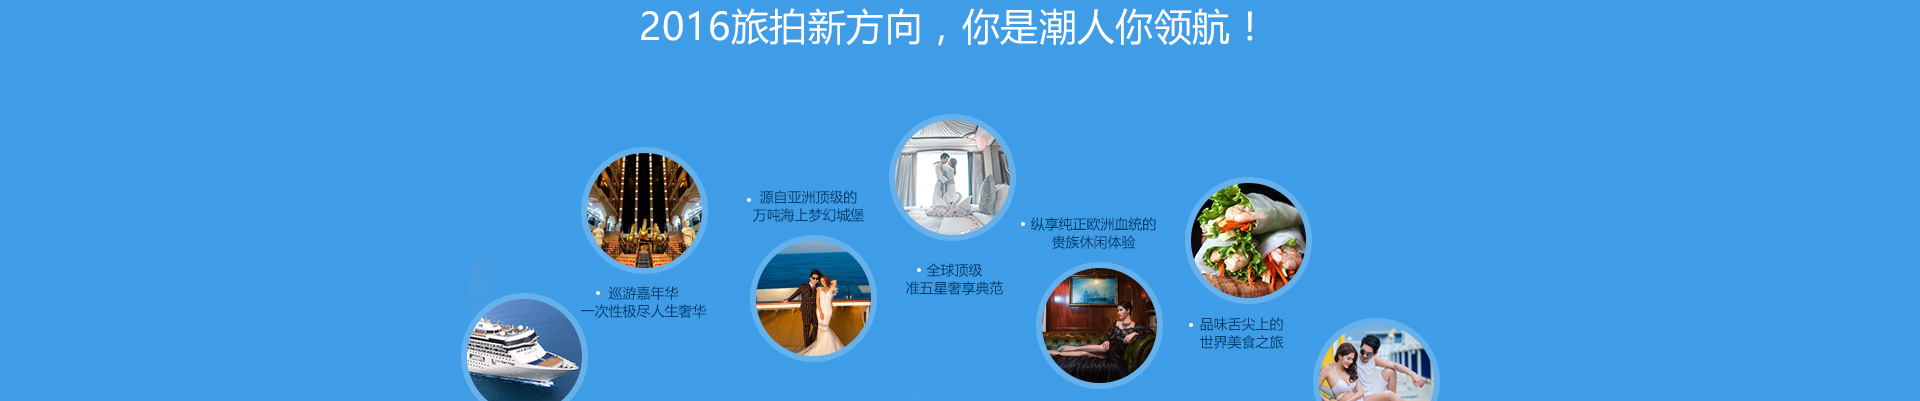 2016旅拍新方向，你是潮人你领航！
源自亚洲顶级的
万吨海上梦幻城堡
纵享纯正欧洲血统的
贵族休闲体验
全球顶级
准五星奢享典范
巡游嘉年华
一次性极尽人生奢华
品味舌尖上的
世界美食之旅